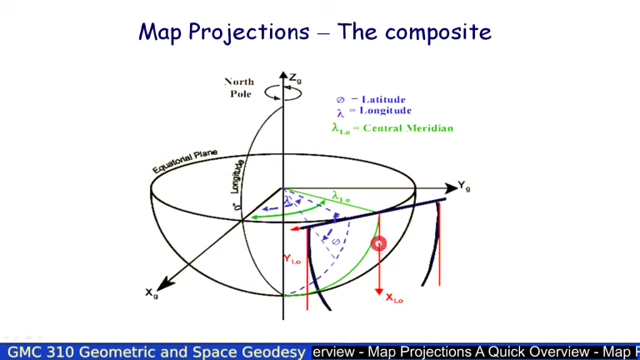 Map Projections – The composite
North
Pole
Zg
ø = Latitude
λ = Longitude
λLo = Central Meridian
Equatorial Plane
0° Longitude
Yg
λ
λLo
ø
YLo
XLo
Xg
GMC 310 Geometric and Space Geodesy
erview - Map Projections A Quick Overview - Map P